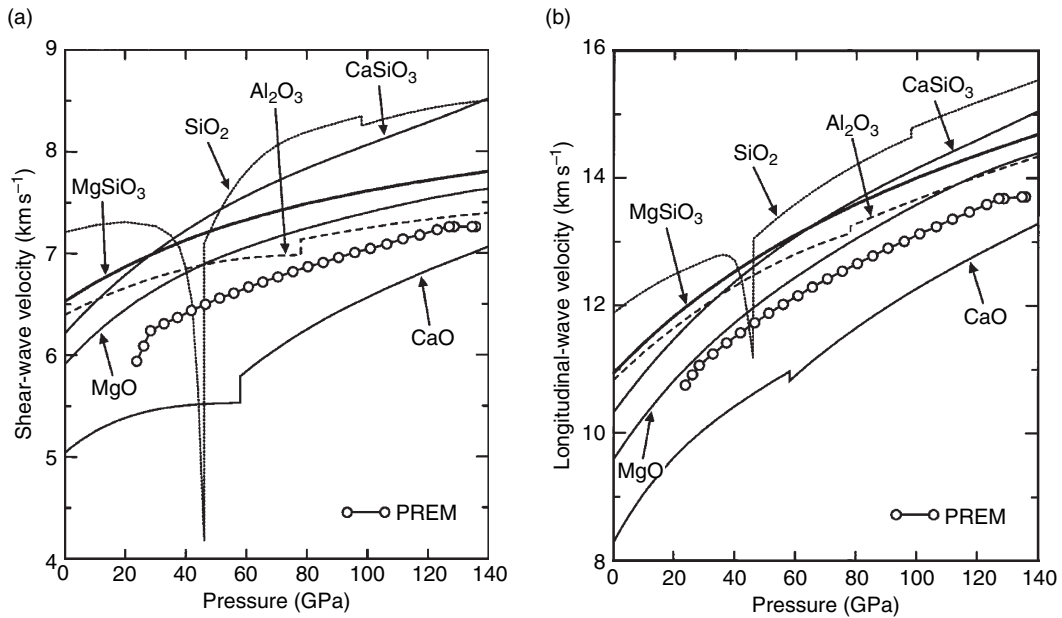 (a)
9
8
7
6
5
4
Shear-wave velocity (km s⁻¹)
0 20 40 60 80 100 120 140
Pressure (GPa)
CaSiO₃
Al₂O₃
SiO₂
MgSiO₃
MgO
CaO
PREM
(b)
16
14
12
10
8
Longitudinal-wave velocity (km s⁻¹)
0 20 40 60 80 100 120 140
Pressure (GPa)
CaSiO₃
Al₂O₃
SiO₂
MgSiO₃
MgO
CaO
PREM